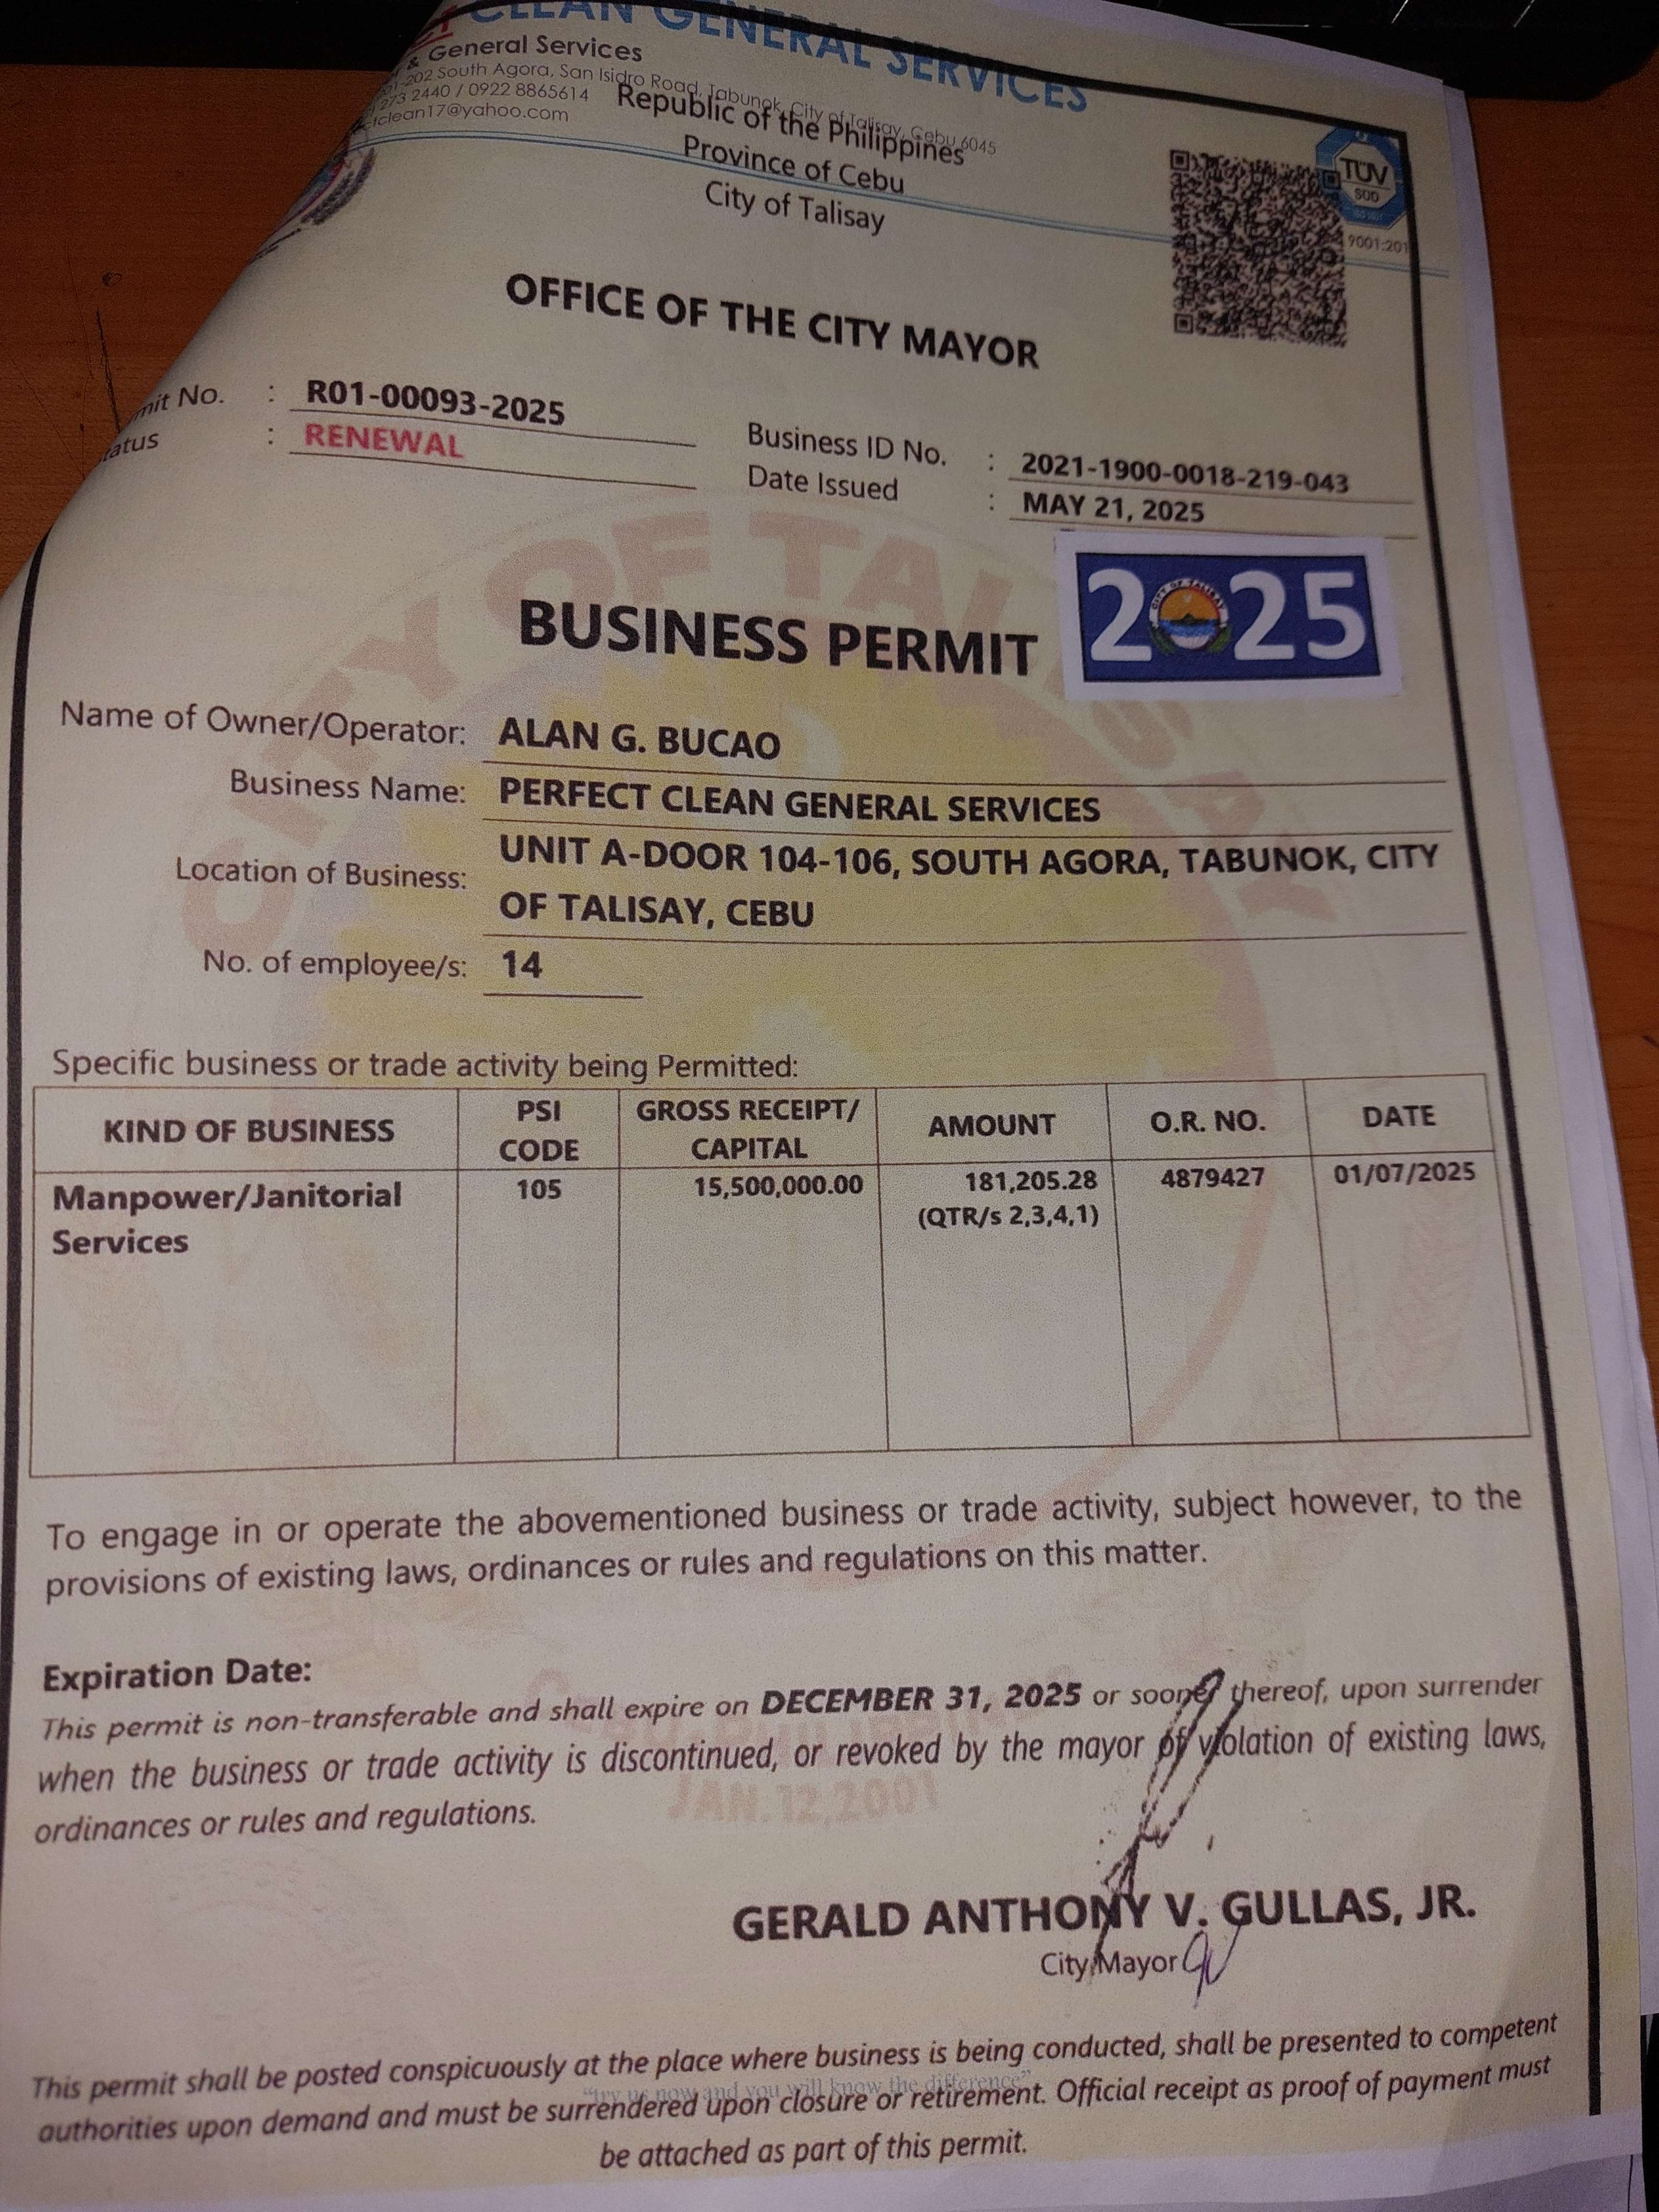 CLEAN GENERAL SERVICES
& General Services
202 South Agora, San Isidro Road, Tabunok, City of Talisay, Cebu 6045
273 2440 / 0922 8865614
clean17@yahoo.com
Republic of the Philippines
Province of Cebu
City of Talisay
TÜV
SÜD
ISO 9001
9001:201
OFFICE OF THE CITY MAYOR
mit No. : R01-00093-2025
tatus : RENEWAL
Business ID No. : 2021-1900-0018-219-043
Date Issued : MAY 21, 2025
CITY OF TALISAY
2025
BUSINESS PERMIT
Name of Owner/Operator: ALAN G. BUCAO
Business Name: PERFECT CLEAN GENERAL SERVICES
Location of Business: UNIT A-DOOR 104-106, SOUTH AGORA, TABUNOK, CITY
OF TALISAY, CEBU
No. of employee/s: 14
Specific business or trade activity being Permitted:
KIND OF BUSINESS PSI CODE GROSS RECEIPT/ CAPITAL AMOUNT O.R. NO. DATE
Manpower/Janitorial Services 105 15,500,000.00 181,205.28 4879427 01/07/2025
(QTR/s 2,3,4,1)
To engage in or operate the abovementioned business or trade activity, subject however, to the
provisions of existing laws, ordinances or rules and regulations on this matter.
Expiration Date:
This permit is non-transferable and shall expire on DECEMBER 31, 2025 or sooner thereof, upon surrender
when the business or trade activity is discontinued, or revoked by the mayor of violation of existing laws,
ordinances or rules and regulations.
JAN.12,2001
GERALD ANTHONY V. GULLAS, JR.
City Mayor
This permit shall be posted conspicuously at the place where business is being conducted, shall be presented to competent
"try us now and you will know the difference"
authorities upon demand and must be surrendered upon closure or retirement. Official receipt as proof of payment must
be attached as part of this permit.